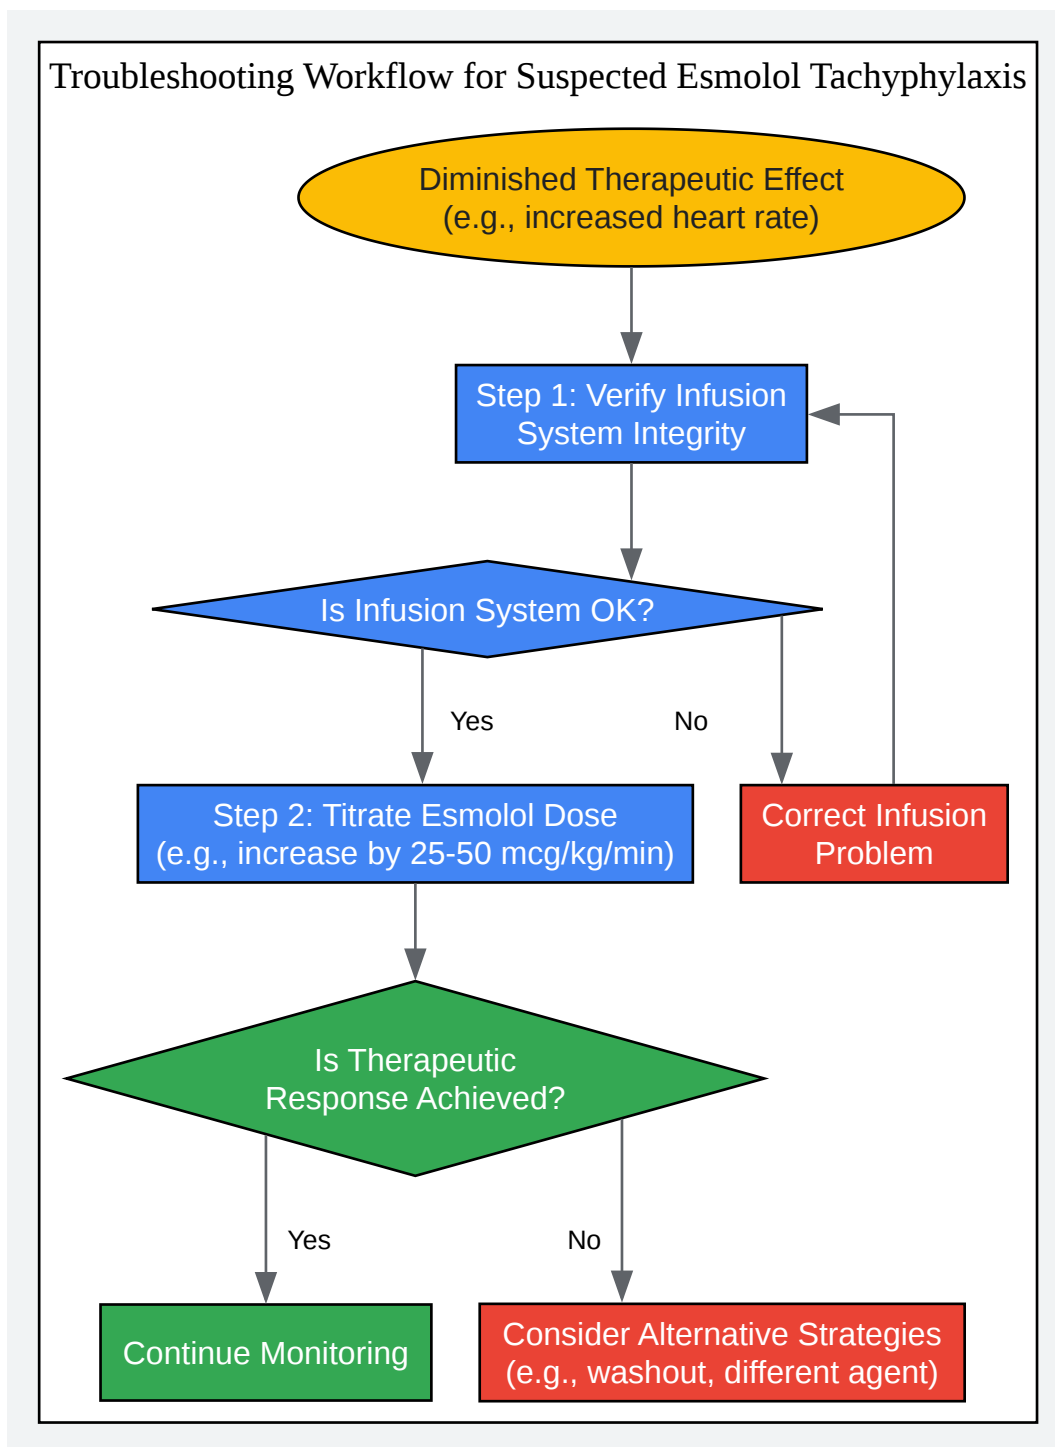 Troubleshooting Workflow for Suspected Esmolol Tachyphylaxis
Diminished Therapeutic Effect
(e.g., increased heart rate)
Step 1: Verify Infusion
System Integrity
Is Infusion System OK?
Yes
No
Step 2: Titrate Esmolol Dose
(e.g., increase by 25-50 mcg/kg/min)
Correct Infusion
Problem
Is Therapeutic
Response Achieved?
Yes
No
Continue Monitoring
Consider Alternative Strategies
(e.g., washout, different agent)